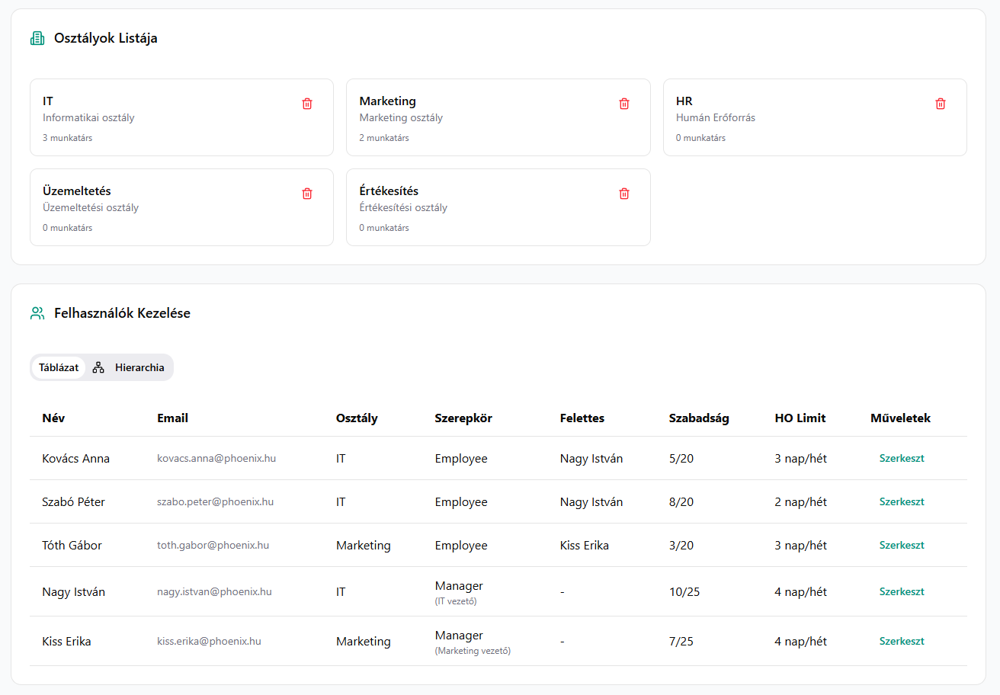 Osztályok Listája
IT
Informatikai osztály
3 munkatárs
Marketing
Marketing osztály
2 munkatárs
HR
Humán Erőforrás
0 munkatárs
Üzemeltetés
Üzemeltetési osztály
0 munkatárs
Értékesítés
Értékesítési osztály
0 munkatárs
Felhasználók Kezelése
Táblázat Hierarchia
Név Email Osztály Szerepkör Felettes Szabadság HO Limit Műveletek
Kovács Anna kovacs.anna@phoenix.hu IT Employee Nagy István 5/20 3 nap/hét Szerkeszt
Szabó Péter szabo.peter@phoenix.hu IT Employee Nagy István 8/20 2 nap/hét Szerkeszt
Tóth Gábor toth.gabor@phoenix.hu Marketing Employee Kiss Erika 3/20 3 nap/hét Szerkeszt
Nagy István nagy.istvan@phoenix.hu IT Manager - 10/25 4 nap/hét Szerkeszt
(IT vezető)
Kiss Erika kiss.erika@phoenix.hu Marketing Manager - 7/25 4 nap/hét Szerkeszt
(Marketing vezető)